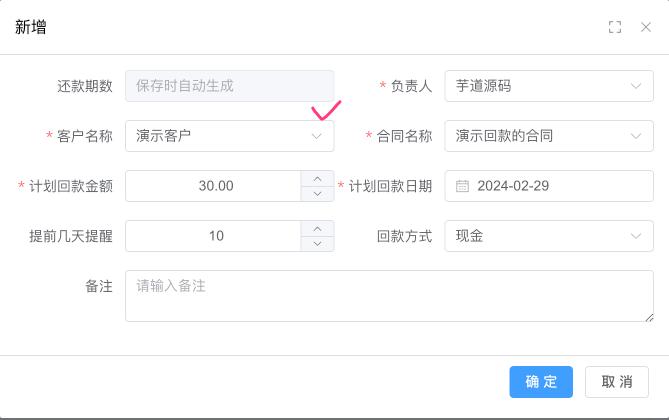 新增
还款期数 保存时自动生成 * 负责人 芋道源码
* 客户名称 演示客户 * 合同名称 演示回款的合同
* 计划回款金额 30.00 * 计划回款日期 2024-02-29
提前几天提醒 10 回款方式 现金
备注 请输入备注
确 定 取 消